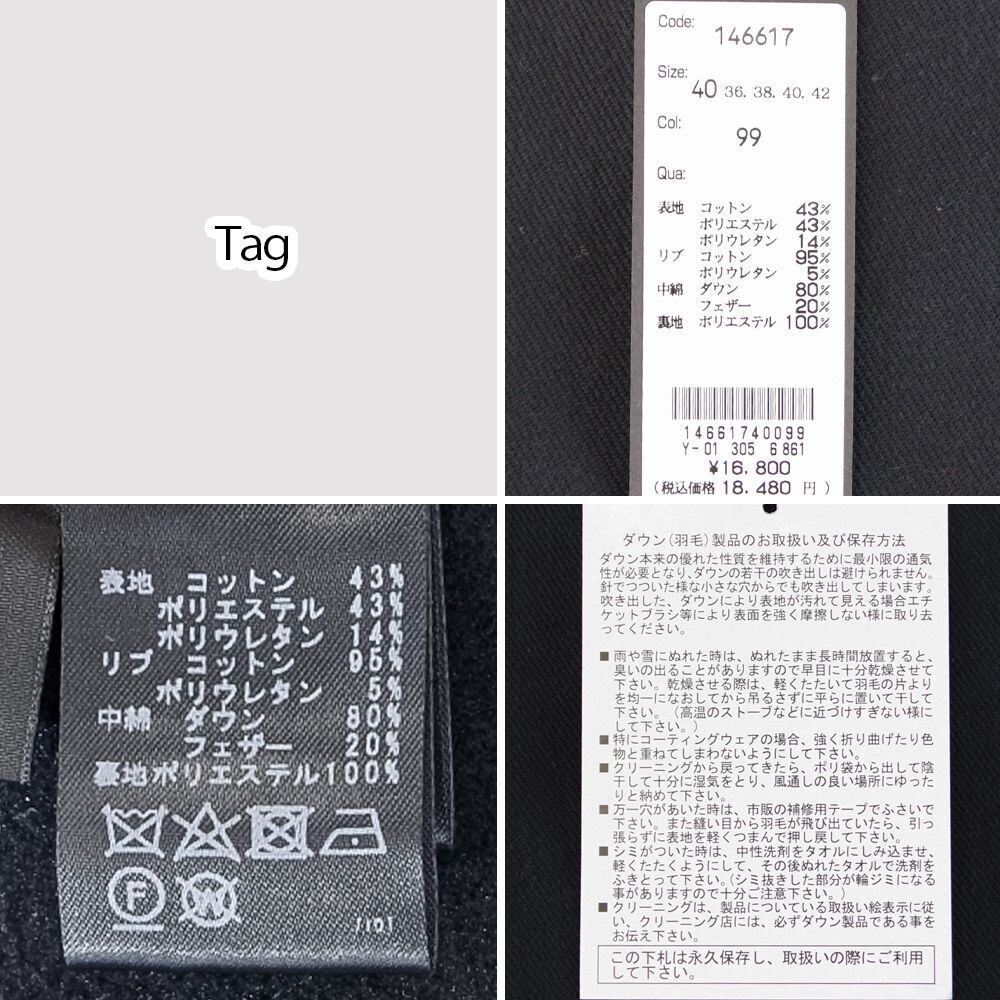 Tag
Code:
146617
Size:
40 36. 38. 40. 42
Col:
99
Qua:
表地 コットン 43%
ポリエステル 43%
ポリウレタン 14%
リブ コットン 95%
ポリウレタン 5%
中綿 ダウン 80%
フェザー 20%
裏地 ポリエステル 100%
14661740099
Y-01 305 6861
¥16,800
(税込価格 18,480 円)
表地 コットン 43%
ポリエステル 43%
ポリウレタン 14%
リブ コットン 95%
ポリウレタン 5%
中綿 ダウン 80%
フェザー 20%
裏地ポリエステル100%
F
W
ダウン(羽毛)製品のお取扱い及び保存方法
ダウン本来の優れた性質を維持するために最小限の通気
性が必要となり、ダウンの若干の吹き出しは避けられません。
針でつついた様な小さな穴からでも吹き出してしまいます。
吹き出した、ダウンにより表地が汚れて見える場合エチ
ケットブラシ等により表面を強く摩擦しない様に取り去
ってください。
■雨や雪にぬれた時は、ぬれたまま長時間放置すると、
臭いの出ることがありますので早目に十分乾燥させて
下さい。乾燥させる際は、軽くたたいて羽毛の片より
を均一になおしてから吊るさずに平らに置いて干して
下さい。(高温のストーブなどに近づけすぎない様に
して下さい。)
■特にコーティングウェアの場合、強く折り曲げたり色
物と重ねてしまわないようにして下さい。
■クリーニングから戻ってきたら、ポリ袋から出して陰
干して十分に湿気をとり、風通しの良い場所にゆった
りと納めて下さい。
■万一穴があいた時は、市販の補修用テープでふさいで
下さい。また縫い目から羽毛が飛び出ていたら、引っ
張らずに表地を軽くつまんで押し戻して下さい。
■シミがついた時は、中性洗剤をタオルにしみ込ませ、
軽くたたくようにして、その後ぬれたタオルで洗剤を
ふきとって下さい。(シミ抜きした部分が輪ジミになる
事がありますので十分ご注意下さい。)
■クリーニングは、製品についている取扱い絵表示に従
い、クリーニング店には、必ずダウン製品である事を
お伝え下さい。
この下札は永久保存し、取扱いの際にご利用
して下さい。